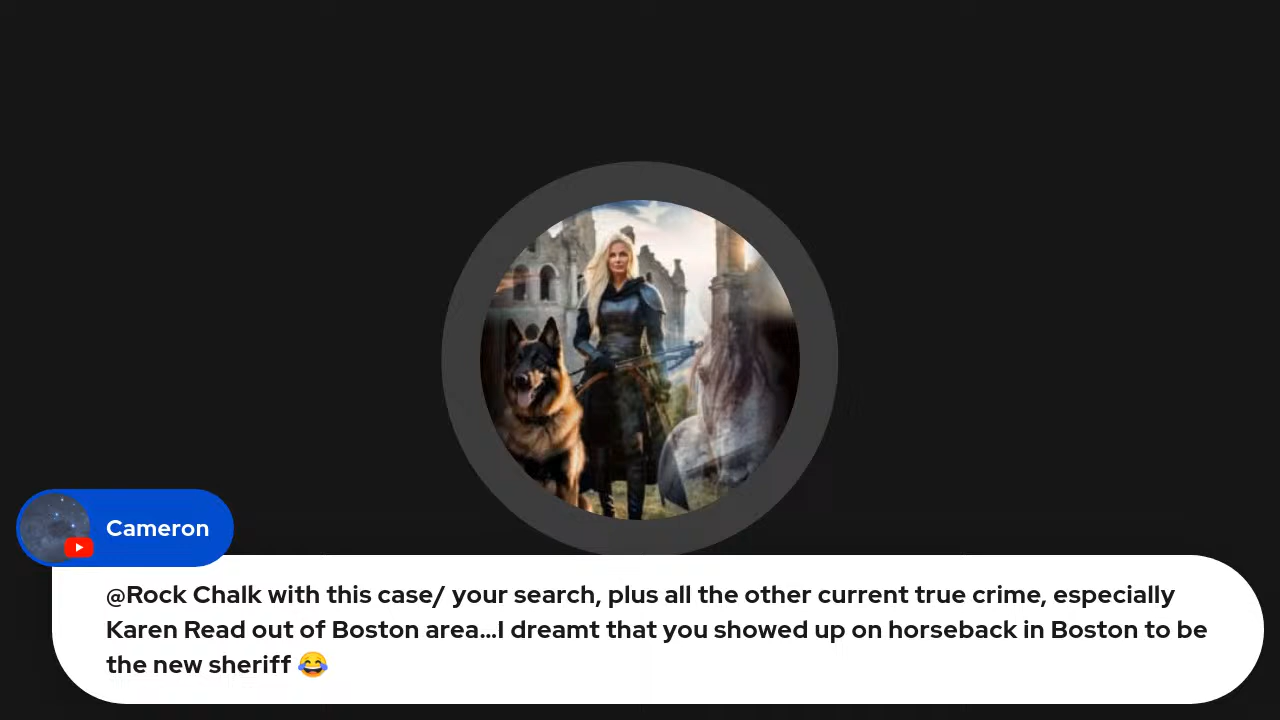 Cameron
@Rock Chalk with this case/ your search, plus all the other current true crime, especially
Karen Read out of Boston area...I dreamt that you showed up on horseback in Boston to be
the new sheriff 😂